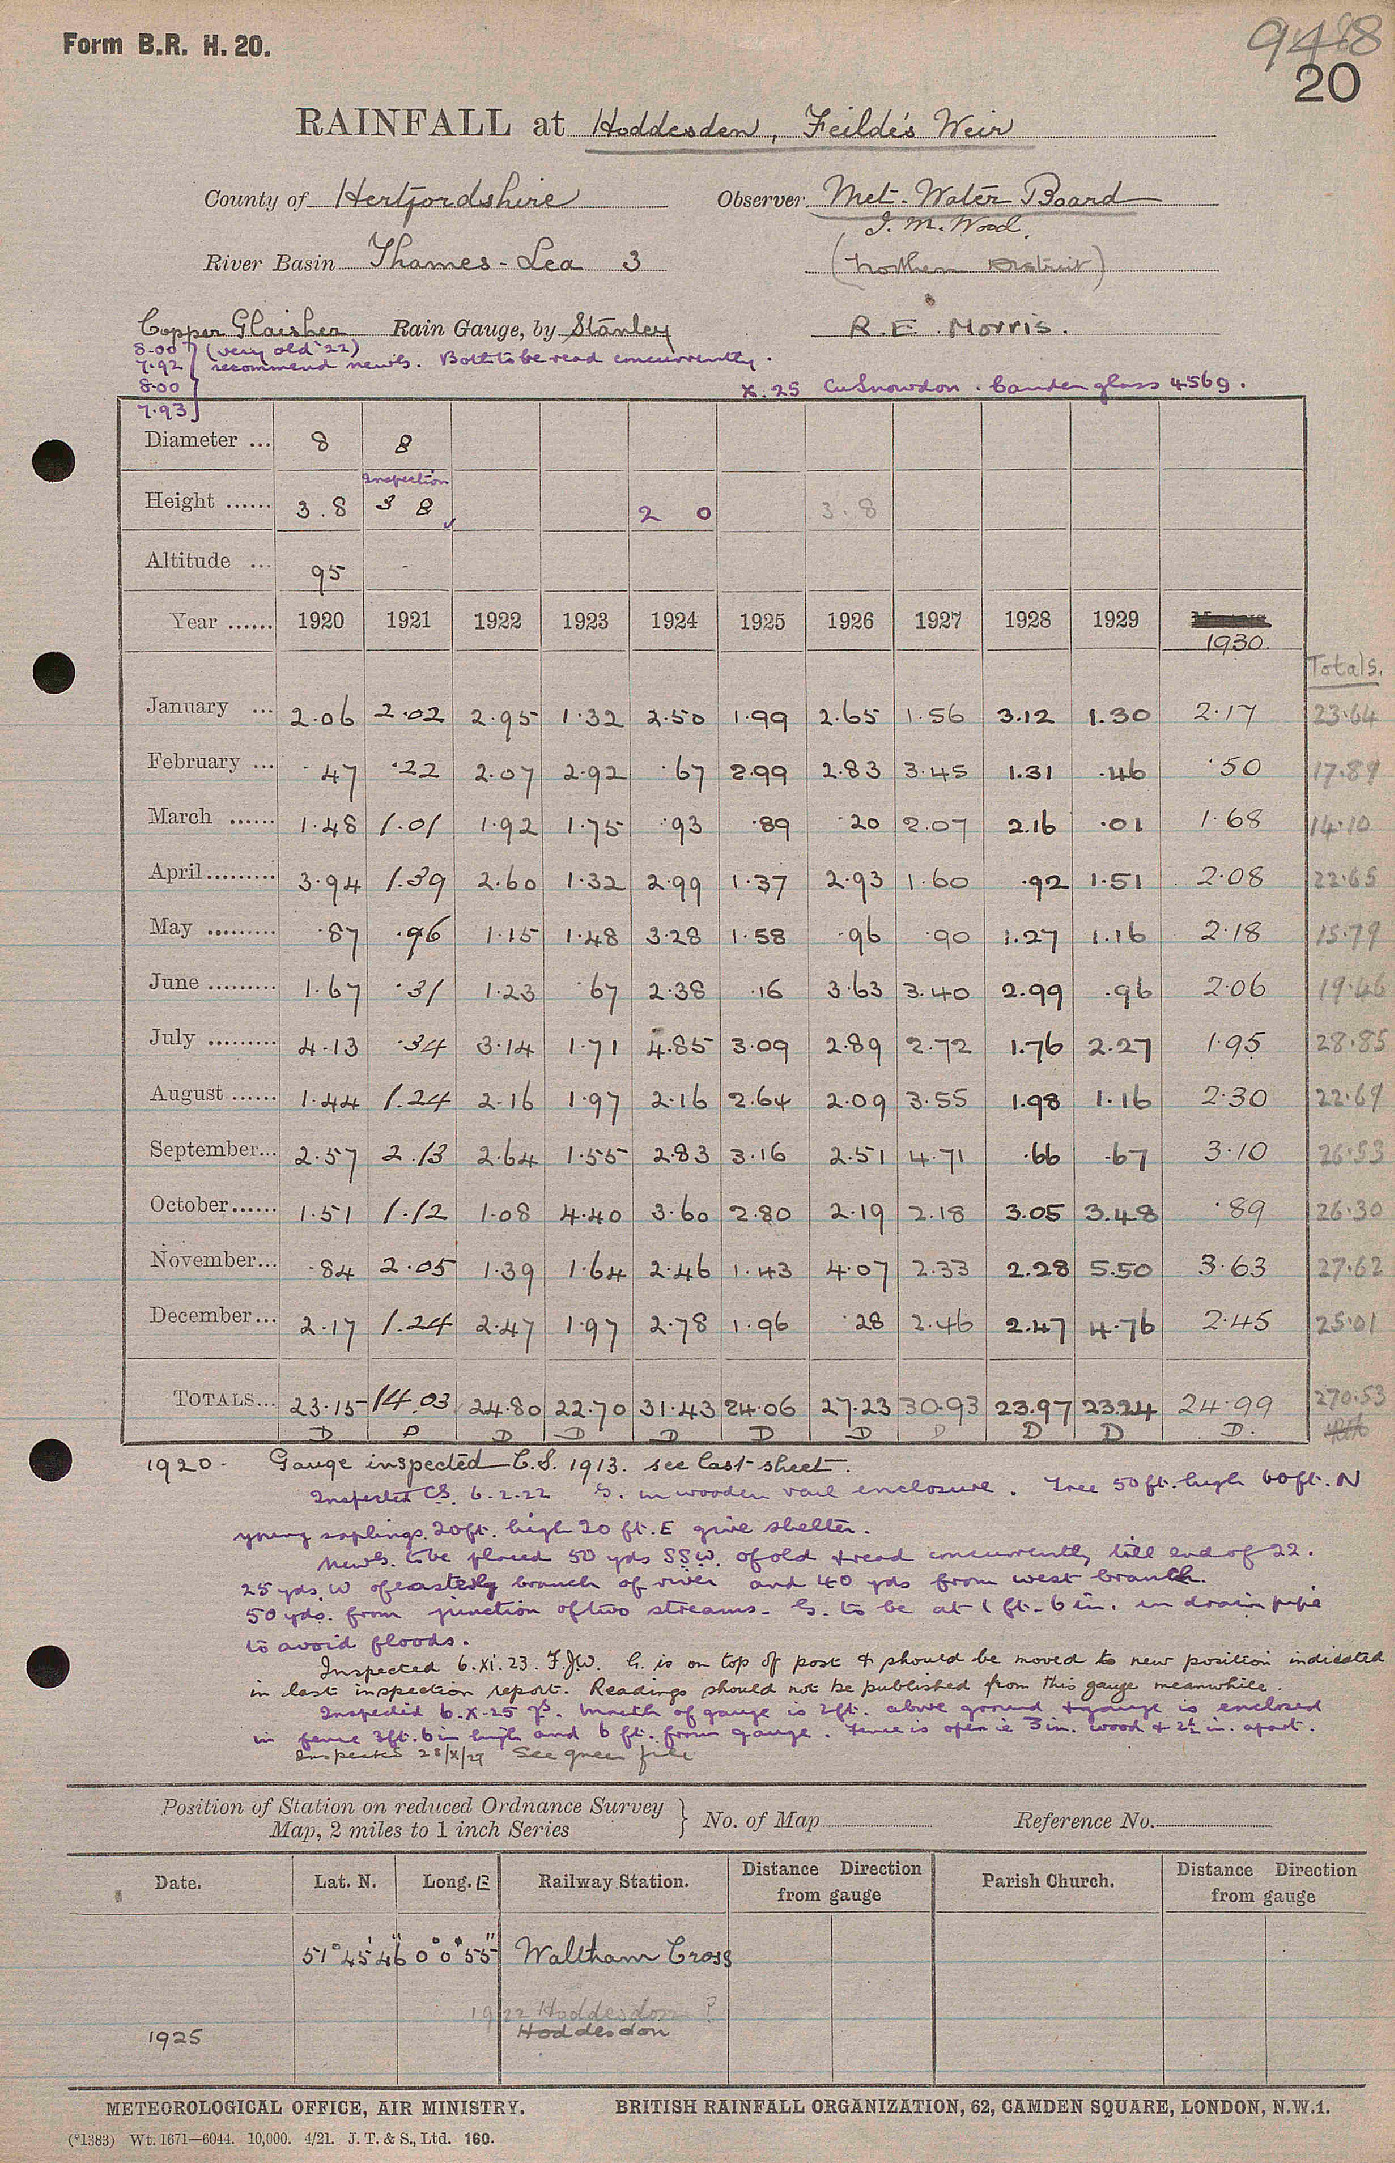 Form B.R. H. 20.
9418
20
RAINFALL at Hoddesden, Feilde's Weir
County of Hertfordshire Observer Met. Water Board
J. M. Wood.
River Basin Thames - Lea 3 (Northern District)
Copper Glaisher Rain Gauge, by Stanley R. E. Morris.
8.00 (very old '22)
7.92 recommend new G. Both to be read concurrently.
8.00
X.25 Cu Snowdon. Camden glass 4569.
7.93
Diameter ... 8 8
Inspection
Height ...... 3.8 3 8 2 0 3.8
Altitude ... 95 -
Year ...... 1920 1921 1922 1923 1924 1925 1926 1927 1928 1929 1930
Totals.
January ... 2.06 2.02 2.95 1.32 2.50 1.99 2.65 1.56 3.12 1.30 2.17 23.64
February ... .47 .22 2.07 2.92 .67 2.99 2.83 3.45 1.31 .46 .50 17.89
March ...... 1.48 1.01 1.92 1.75 .93 .89 .20 2.07 2.16 .01 1.68 14.10
April ......... 3.94 1.39 2.60 1.32 2.99 1.37 2.93 1.60 .92 1.51 2.08 22.65
May ......... .87 .96 1.15 1.48 3.28 1.58 .96 .90 1.27 1.16 2.18 15.79
June ......... 1.67 .31 1.23 .67 2.38 .16 3.63 3.40 2.99 .96 2.06 19.46
July ......... 4.13 .34 3.14 1.71 4.85 3.09 2.89 2.72 1.76 2.27 1.95 28.85
August ...... 1.44 1.24 2.16 1.97 2.16 2.64 2.09 3.55 1.98 1.16 2.30 22.69
September... 2.57 2.13 2.64 1.55 2.83 3.16 2.51 4.71 .66 .67 3.10 26.53
October...... 1.51 1.12 1.08 4.40 3.60 2.80 2.19 2.18 3.05 3.48 .89 26.30
November... .84 2.05 1.39 1.64 2.46 1.43 4.07 2.33 2.28 5.50 3.63 27.62
December... 2.17 1.24 2.47 1.97 2.78 1.96 .28 2.46 2.47 4.76 2.45 25.01
TOTALS... 23.15 14.03 24.80 22.70 31.43 24.06 27.23 30.93 23.97 23.24 24.99 270.53
D P D D D D D D D D D.
1920. Gauge inspected C.S. 1913. see last sheet.
Inspected CS. 6.2.22 G. in wooden rail enclosure. Tree 50 ft. high 60 ft. N
young saplings 20 ft. high 20 ft. E give shelter.
New G. to be placed 50 yds SSW. of old & read concurrently till end of 22.
25 yds. W of easterly branch of river and 40 yds from west branch.
50 yds. from junction of two streams. G. to be at 1 ft. 6 in. in drain pipe
to avoid floods.
Inspected 6.XI.23. F.J.W. G. is on top of post & should be moved to new position indicated
in last inspection report. Readings should not be published from this gauge meanwhile.
Inspected 6.X.25 Mouth of gauge is 2 ft. above ground & gauge is enclosed
in fence 3 ft. 6 in high and 6 ft. from gauge. Fence is open ie 3 in. wood & 2½ in. apart.
Inspected 28/X/29 See green file
Position of Station on reduced Ordnance Survey Map, 2 miles to 1 inch Series } No. of Map Reference No.
Date. Lat. N. Long. E Railway Station. Distance Direction from gauge Parish Church. Distance Direction from gauge
51° 45' 46" 0° 0' 55" Waltham Cross
1922 Hoddesdon ?
1925 Hoddesdon
METEOROLOGICAL OFFICE, AIR MINISTRY. BRITISH RAINFALL ORGANIZATION, 62, CAMDEN SQUARE, LONDON, N.W.1.
(*1383) Wt. 1671—6044. 10,000. 4/21. J. T. & S., Ltd. 160.